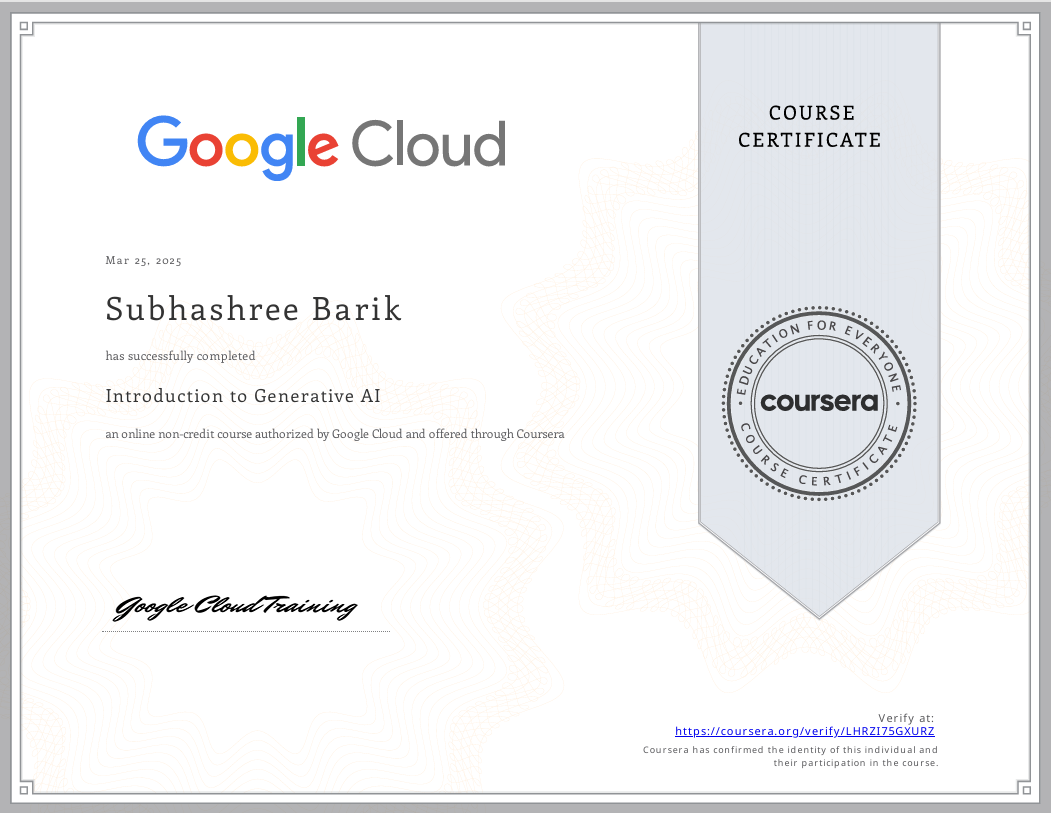 Google Cloud
COURSE
CERTIFICATE
Mar 25, 2025
Subhashree Barik
has successfully completed
Introduction to Generative AI
an online non-credit course authorized by Google Cloud and offered through Coursera
EDUCATION FOR EVERYONE
coursera
COURSE CERTIFICATE
Google Cloud Training
Verify at:
https://coursera.org/verify/LHRZI75GXURZ
Coursera has confirmed the identity of this individual and
their participation in the course.